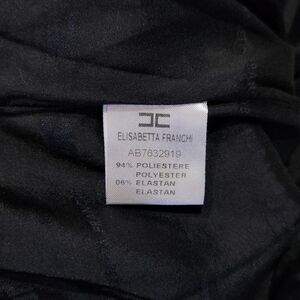 ELISABETTA FRANCHI
AB7632919
94% POLIESTERE
POLYESTER
06% ELASTAN
ELASTAN